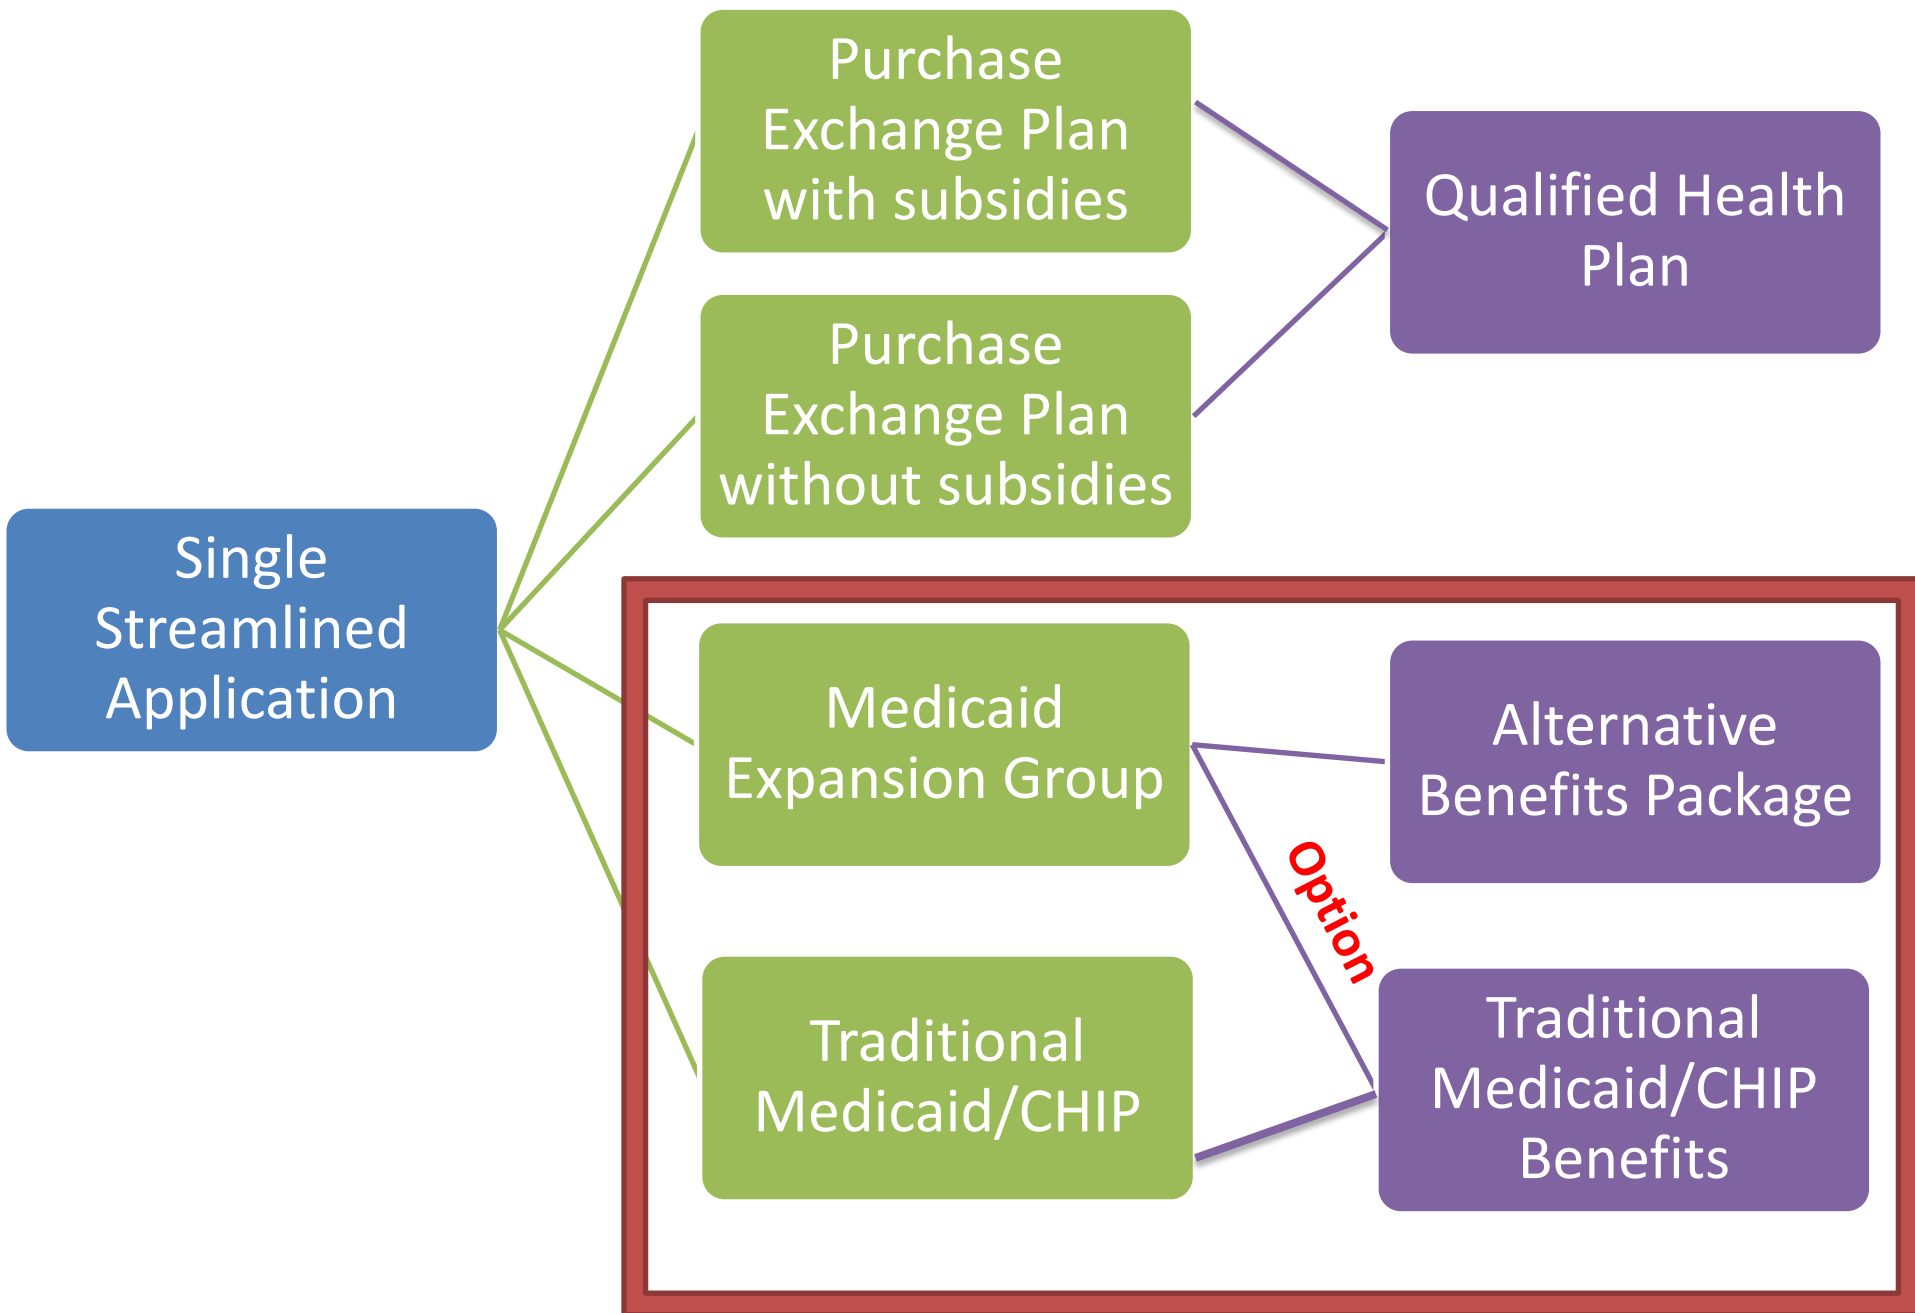 Purchase
Exchange Plan
with subsidies
Qualified Health
Plan
Purchase
Exchange Plan
without subsidies
Single
Streamlined
Application
Medicaid
Expansion Group
Alternative
Benefits Package
Option
Traditional
Medicaid/CHIP
Traditional
Medicaid/CHIP
Benefits